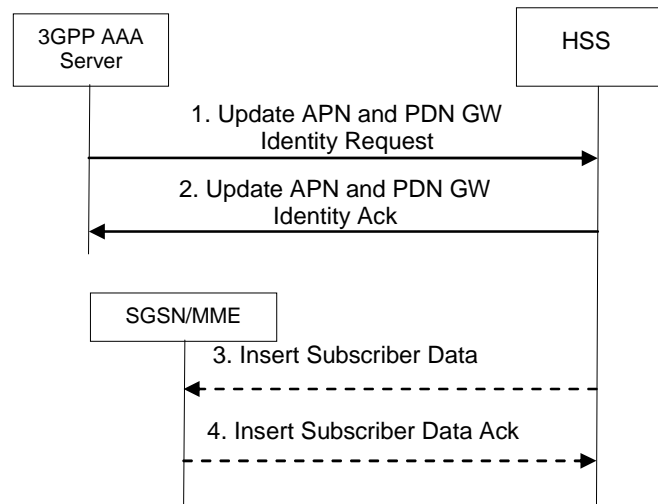 3GPP AAA
Server
HSS
1. Update APN and PDN GW
Identity Request
2. Update APN and PDN GW
Identity Ack
SGSN/MME
3. Insert Subscriber Data
4. Insert Subscriber Data Ack